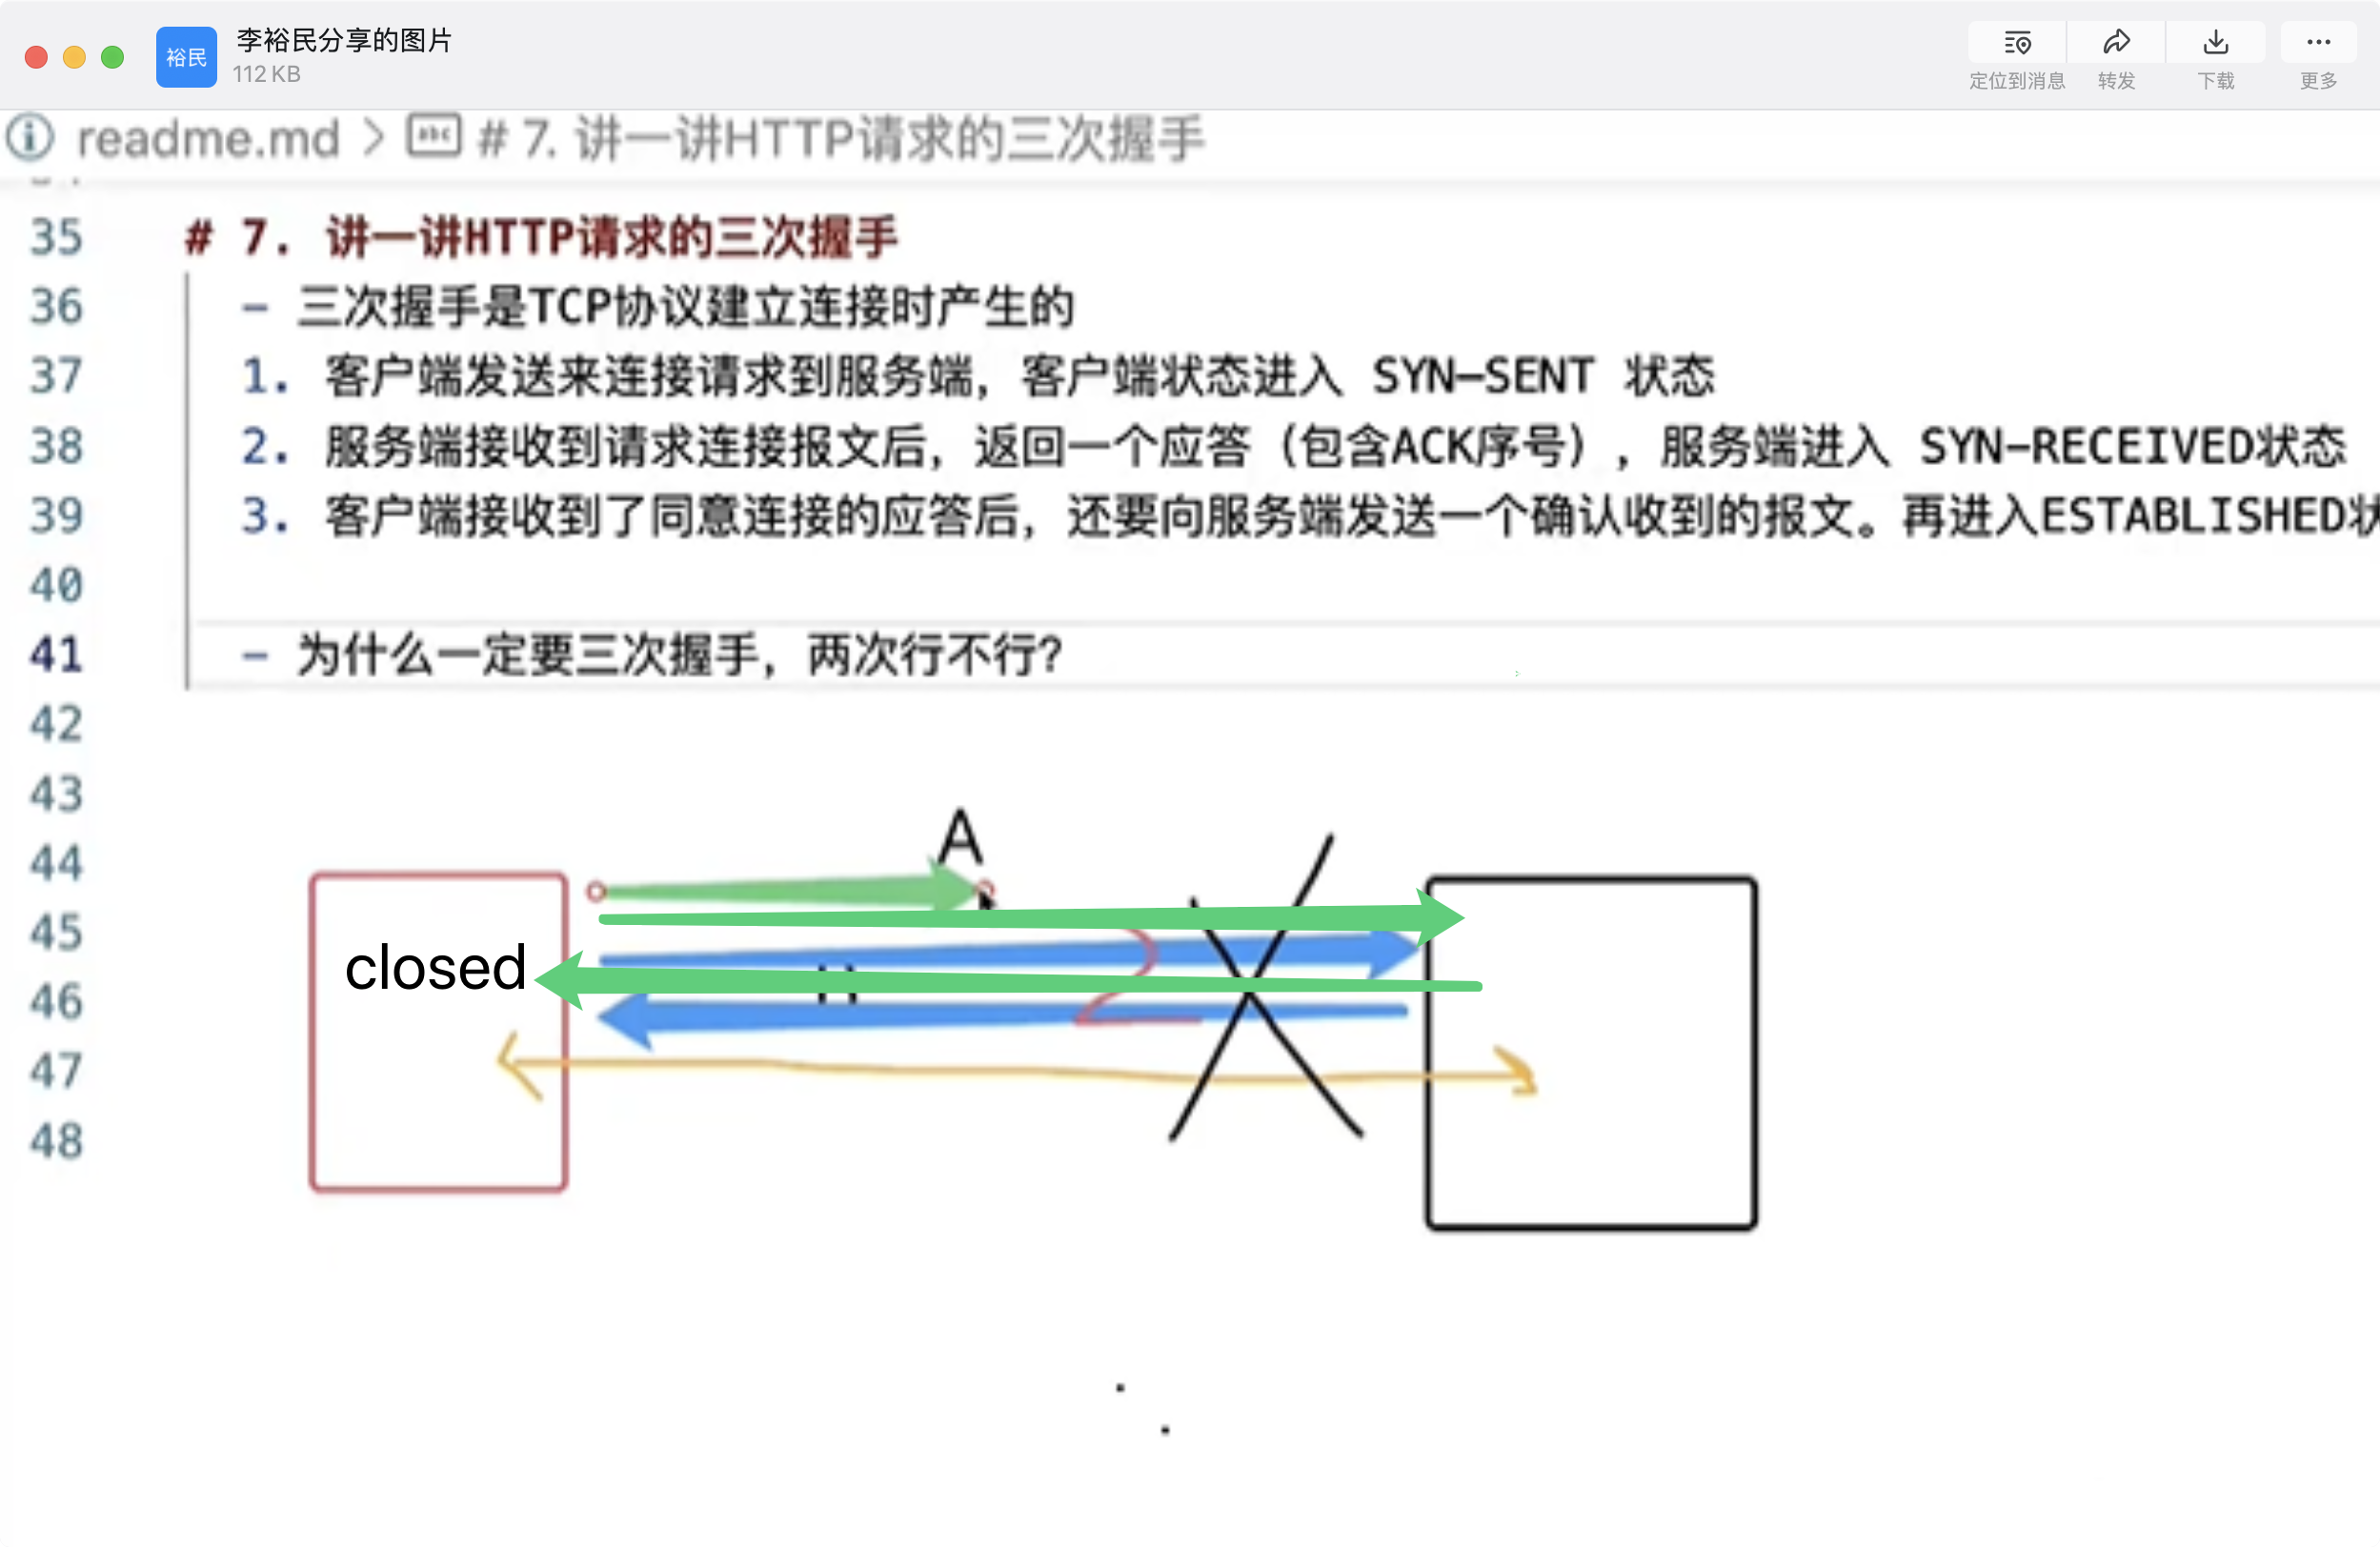 裕民
李裕民分享的图片
112 KB
定位到消息
转发
下载
更多
readme.md > abc # 7. 讲一讲HTTP请求的三次握手
35 # 7. 讲一讲HTTP请求的三次握手
36 - 三次握手是TCP协议建立连接时产生的
37 1. 客户端发送来连接请求到服务端，客户端状态进入 SYN-SENT 状态
38 2. 服务端接收到请求连接报文后，返回一个应答（包含ACK序号），服务端进入 SYN-RECEIVED状态
39 3. 客户端接收到了同意连接的应答后，还要向服务端发送一个确认收到的报文。再进入ESTABLISHED状
40
41 - 为什么一定要三次握手，两次行不行？
42
43
44
45
46
47
48
A
closed
2